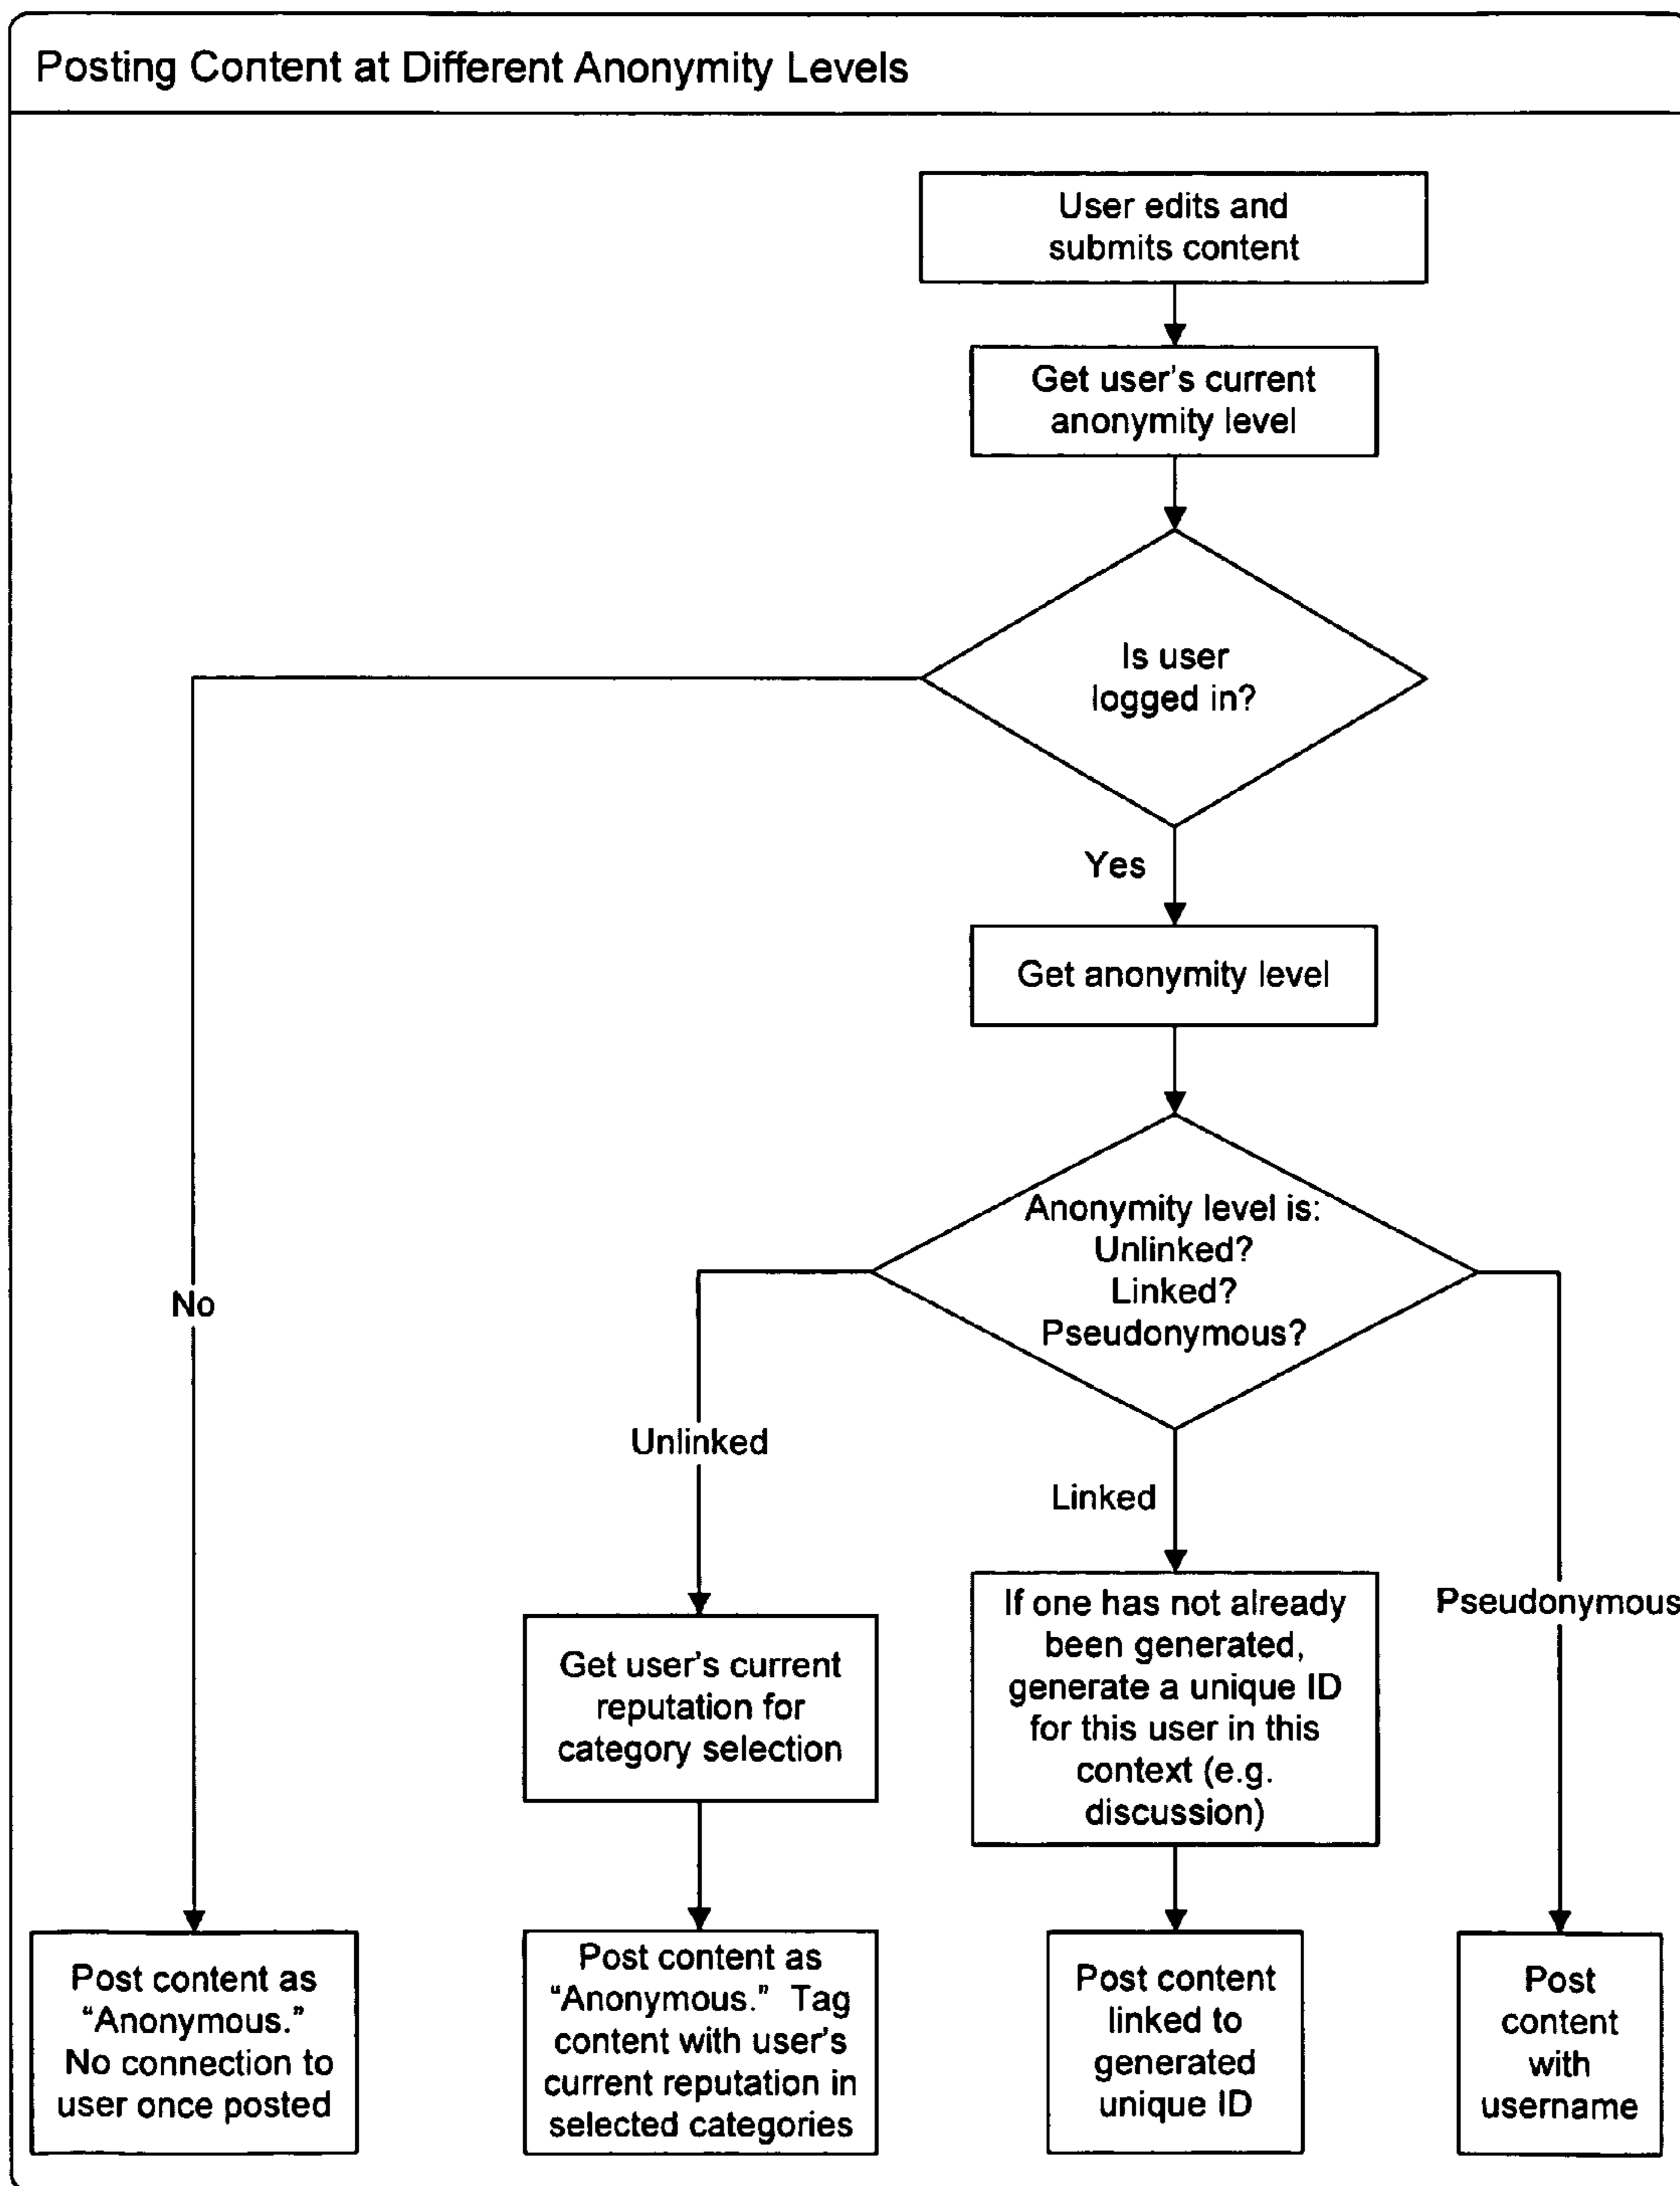 Posting Content at Different Anonymity Levels
User edits and
submits content
Get user's current
anonymity level
Is user
logged in?
Yes
Get anonymity level
Anonymity level is:
Unlinked?
Linked?
Pseudonymous?
No
Unlinked
Linked
Pseudonymous
Get user's current
reputation for
category selection
If one has not already
been generated,
generate a unique ID
for this user in this
context (e.g.
discussion)
Post content as
“Anonymous.”
No connection to
user once posted
Post content as
“Anonymous.” Tag
content with user's
current reputation in
selected categories
Post content
linked to
generated
unique ID
Post
content
with
username